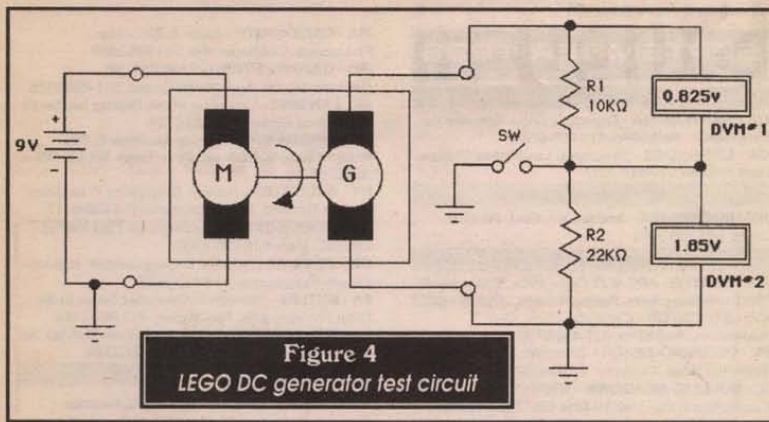 +
9V
-
M
G
SW
R1
10KΩ
0.825v
DVM#1
R2
22KΩ
1.85V
DVM#2
Figure 4
LEGO DC generator test circuit